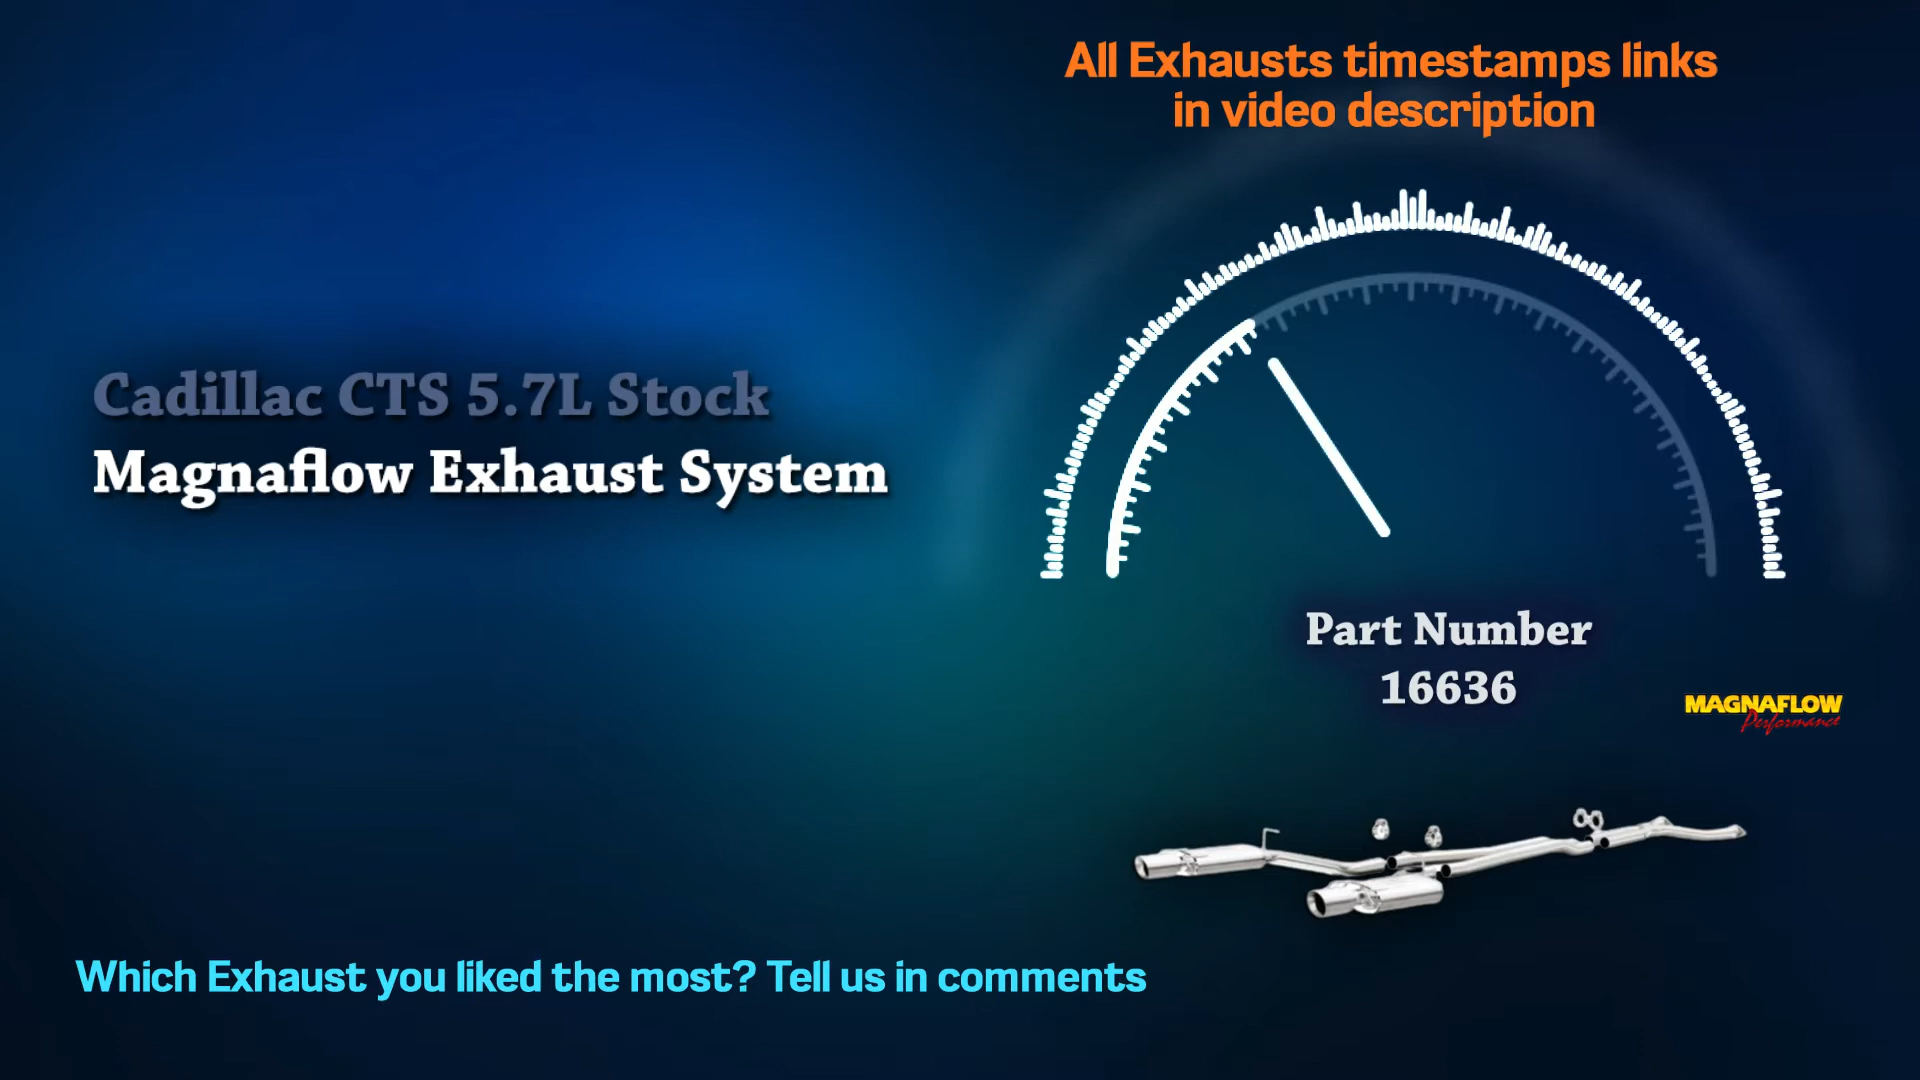 All Exhausts timestamps links
in video description
Cadillac CTS 5.7L Stock
Magnaflow Exhaust System
Part Number
16636
MAGNAFLOW
Performance
Which Exhaust you liked the most? Tell us in comments